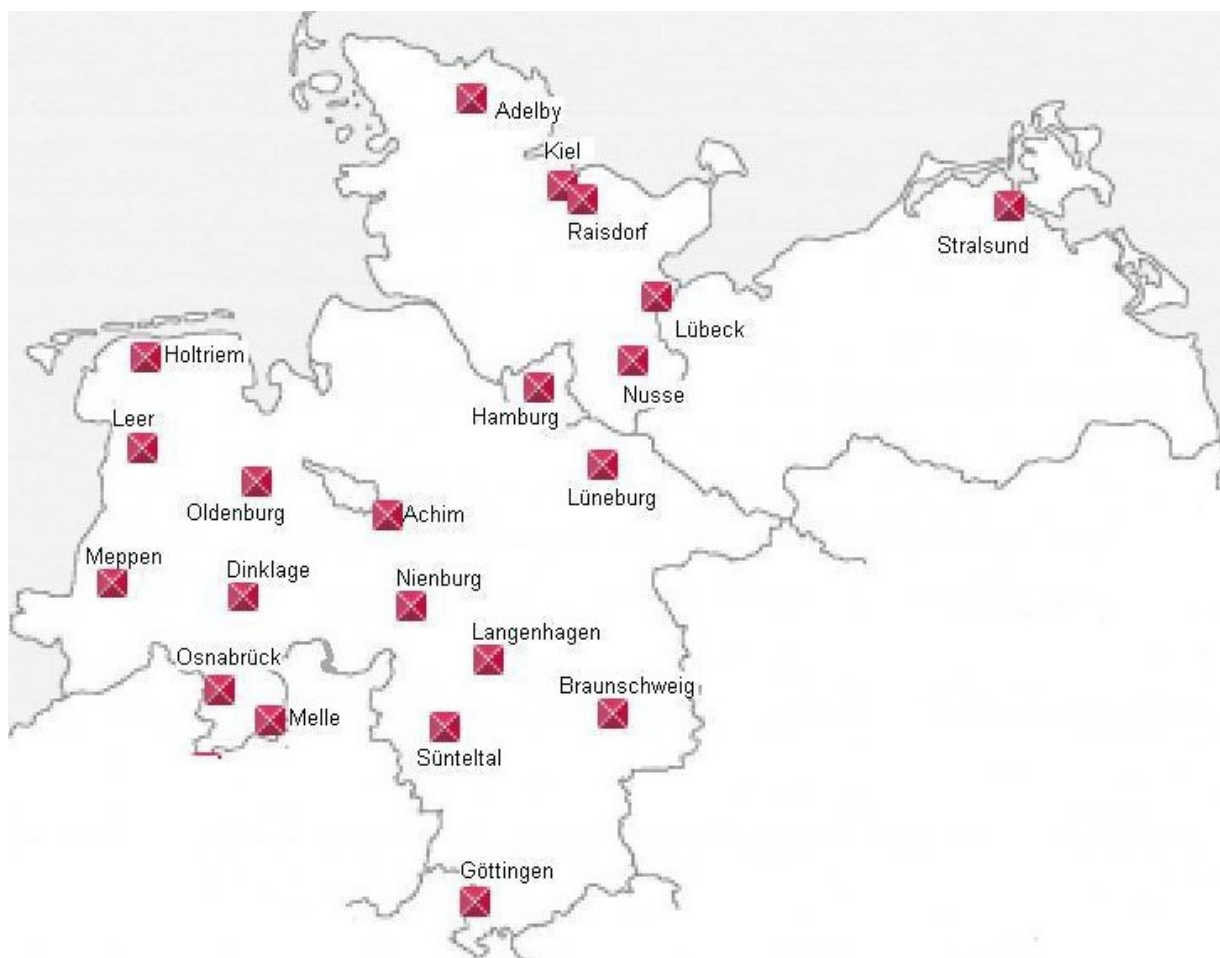 Adelby
Kiel
Raisdorf
Stralsund
Lübeck
Holtriem
Nusse
Hamburg
Leer
Lüneburg
Oldenburg
Achim
Meppen
Dinklage
Nienburg
Langenhagen
Osnabrück
Braunschweig
Melle
Sünteltal
Göttingen